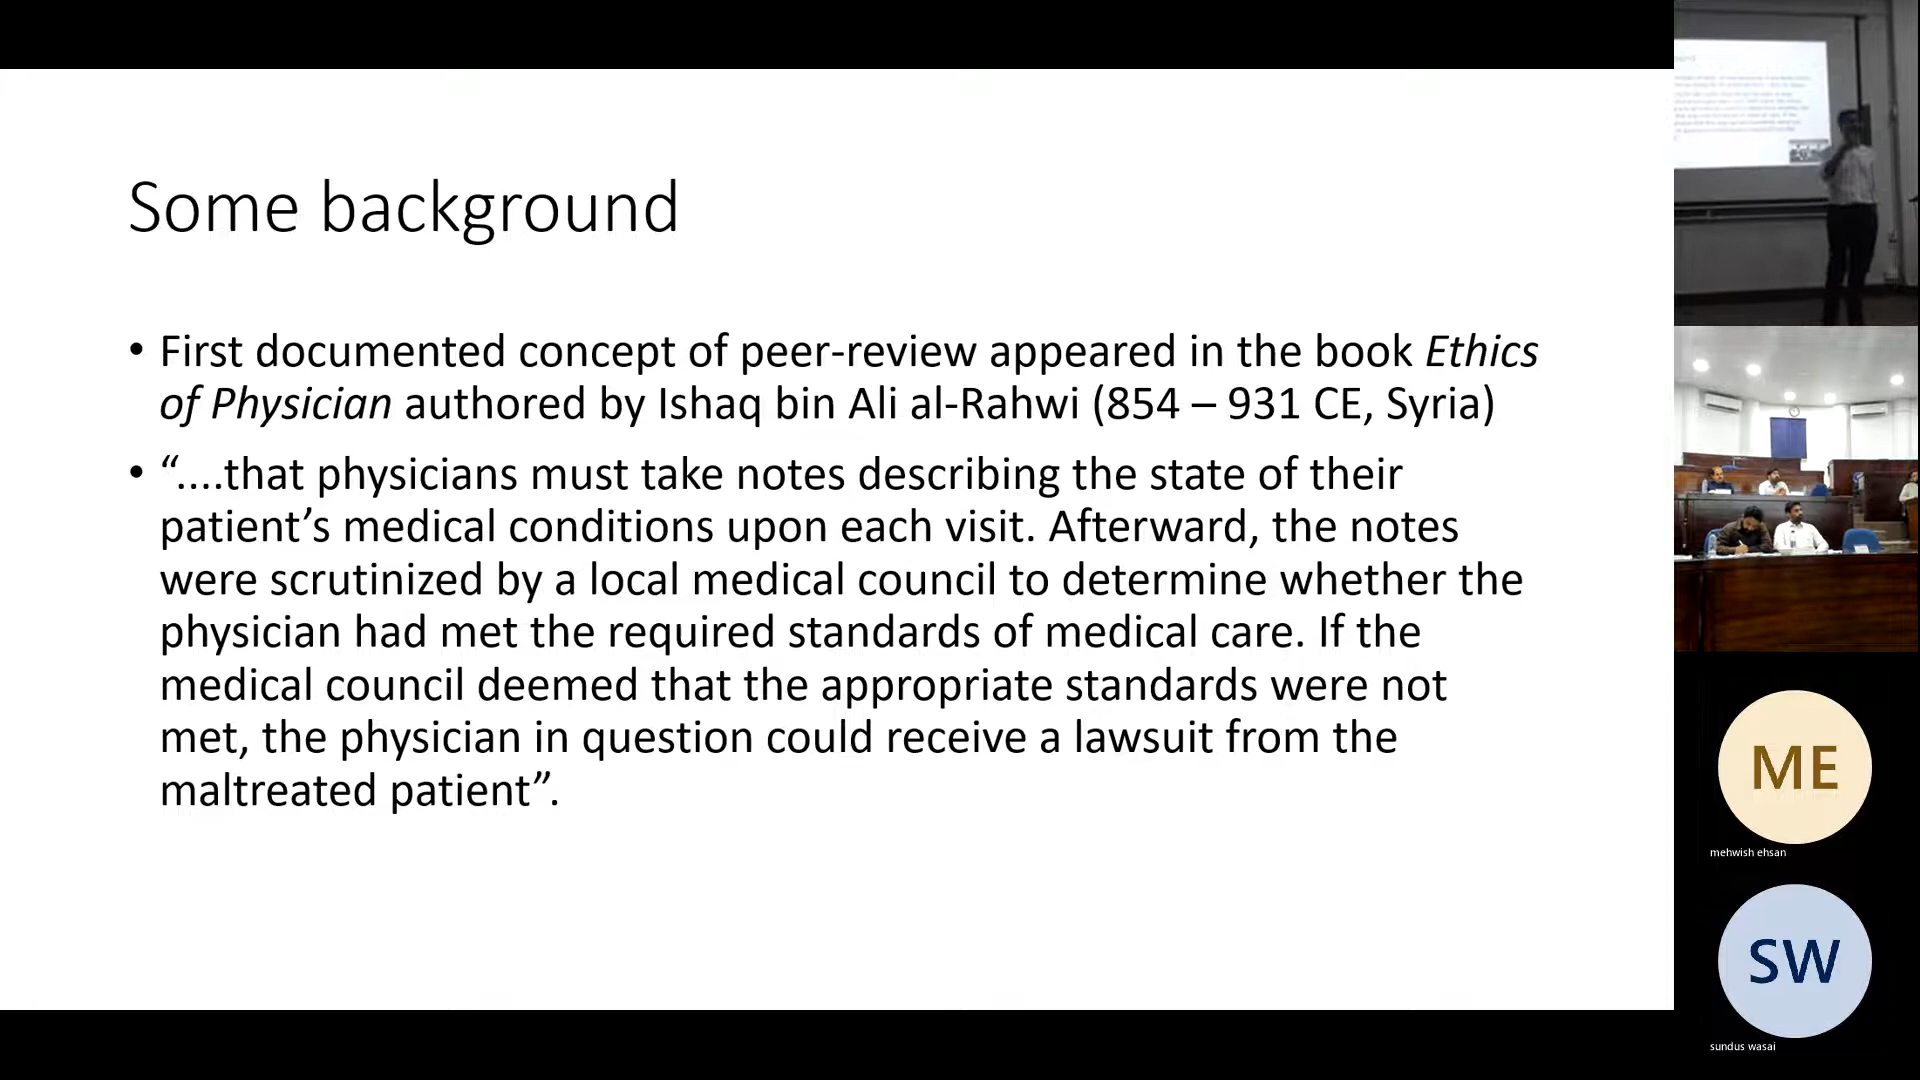 Some background
• First documented concept of peer-review appeared in the book Ethics
of Physician authored by Ishaq bin Ali al-Rahwi (854 – 931 CE, Syria)
• “....that physicians must take notes describing the state of their
patient’s medical conditions upon each visit. Afterward, the notes
were scrutinized by a local medical council to determine whether the
physician had met the required standards of medical care. If the
medical council deemed that the appropriate standards were not
met, the physician in question could receive a lawsuit from the
maltreated patient”.
ME
mehwish ehsan
SW
sundus wasai